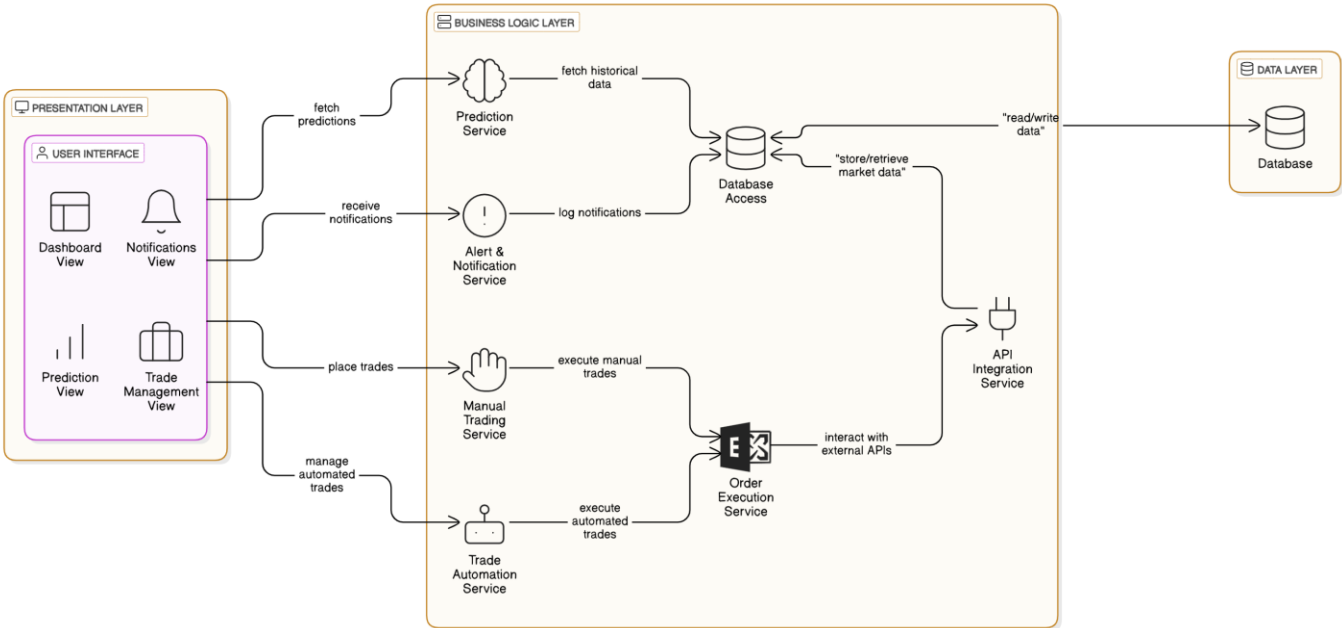 PRESENTATION LAYER
USER INTERFACE
Dashboard
View
Notifications
View
Prediction
View
Trade
Management
View
fetch
predictions
receive
notifications
place trades
manage
automated
trades
BUSINESS LOGIC LAYER
Prediction
Service
Alert &
Notification
Service
Manual
Trading
Service
Trade
Automation
Service
fetch historical
data
log notifications
execute manual
trades
execute
automated
trades
Database
Access
Order
Execution
Service
E
"store/retrieve
market data"
interact with
external APIs
API
Integration
Service
"read/write
data"
DATA LAYER
Database